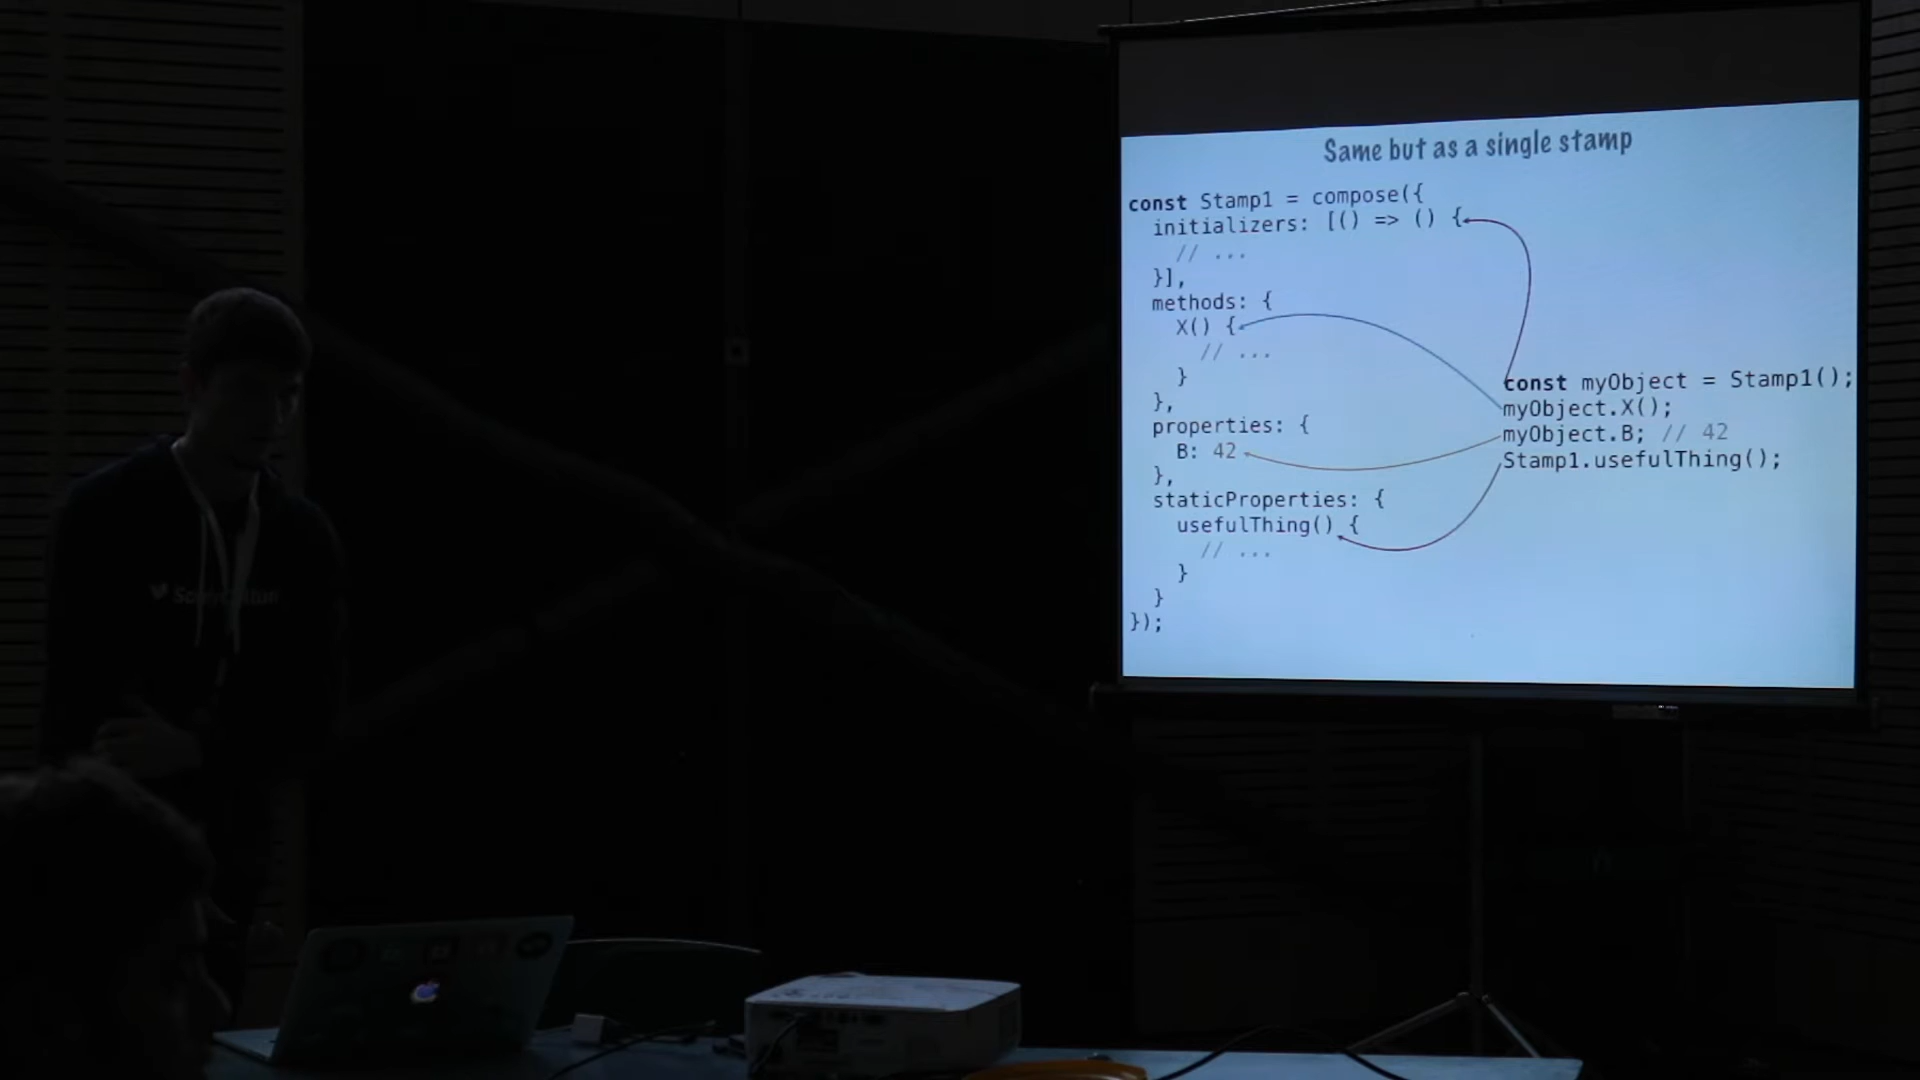 Same but as a single stamp
const Stamp1 = compose({
initializers: [() => () {
// ...
}],
methods: {
X() {
// ...
}
},
properties: {
B: 42
},
staticProperties: {
usefulThing() {
// ...
}
}
});
const myObject = Stamp1();
myObject.X();
myObject.B; // 42
Stamp1.usefulThing();